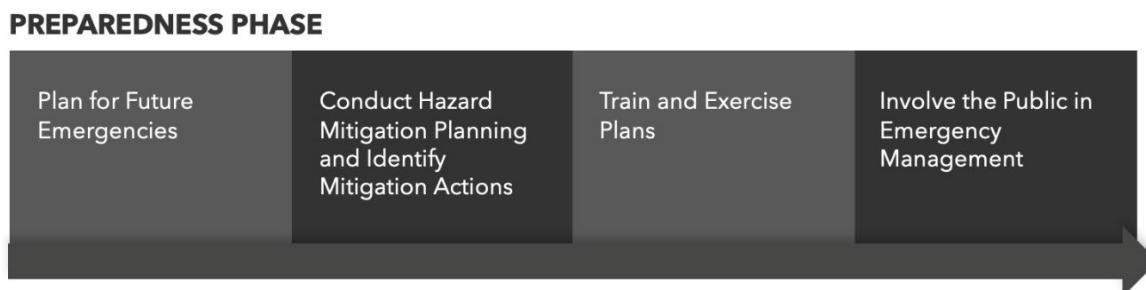 PREPAREDNESS PHASE
Plan for Future
Emergencies
Conduct Hazard
Mitigation Planning
and Identify
Mitigation Actions
Train and Exercise
Plans
Involve the Public in
Emergency
Management